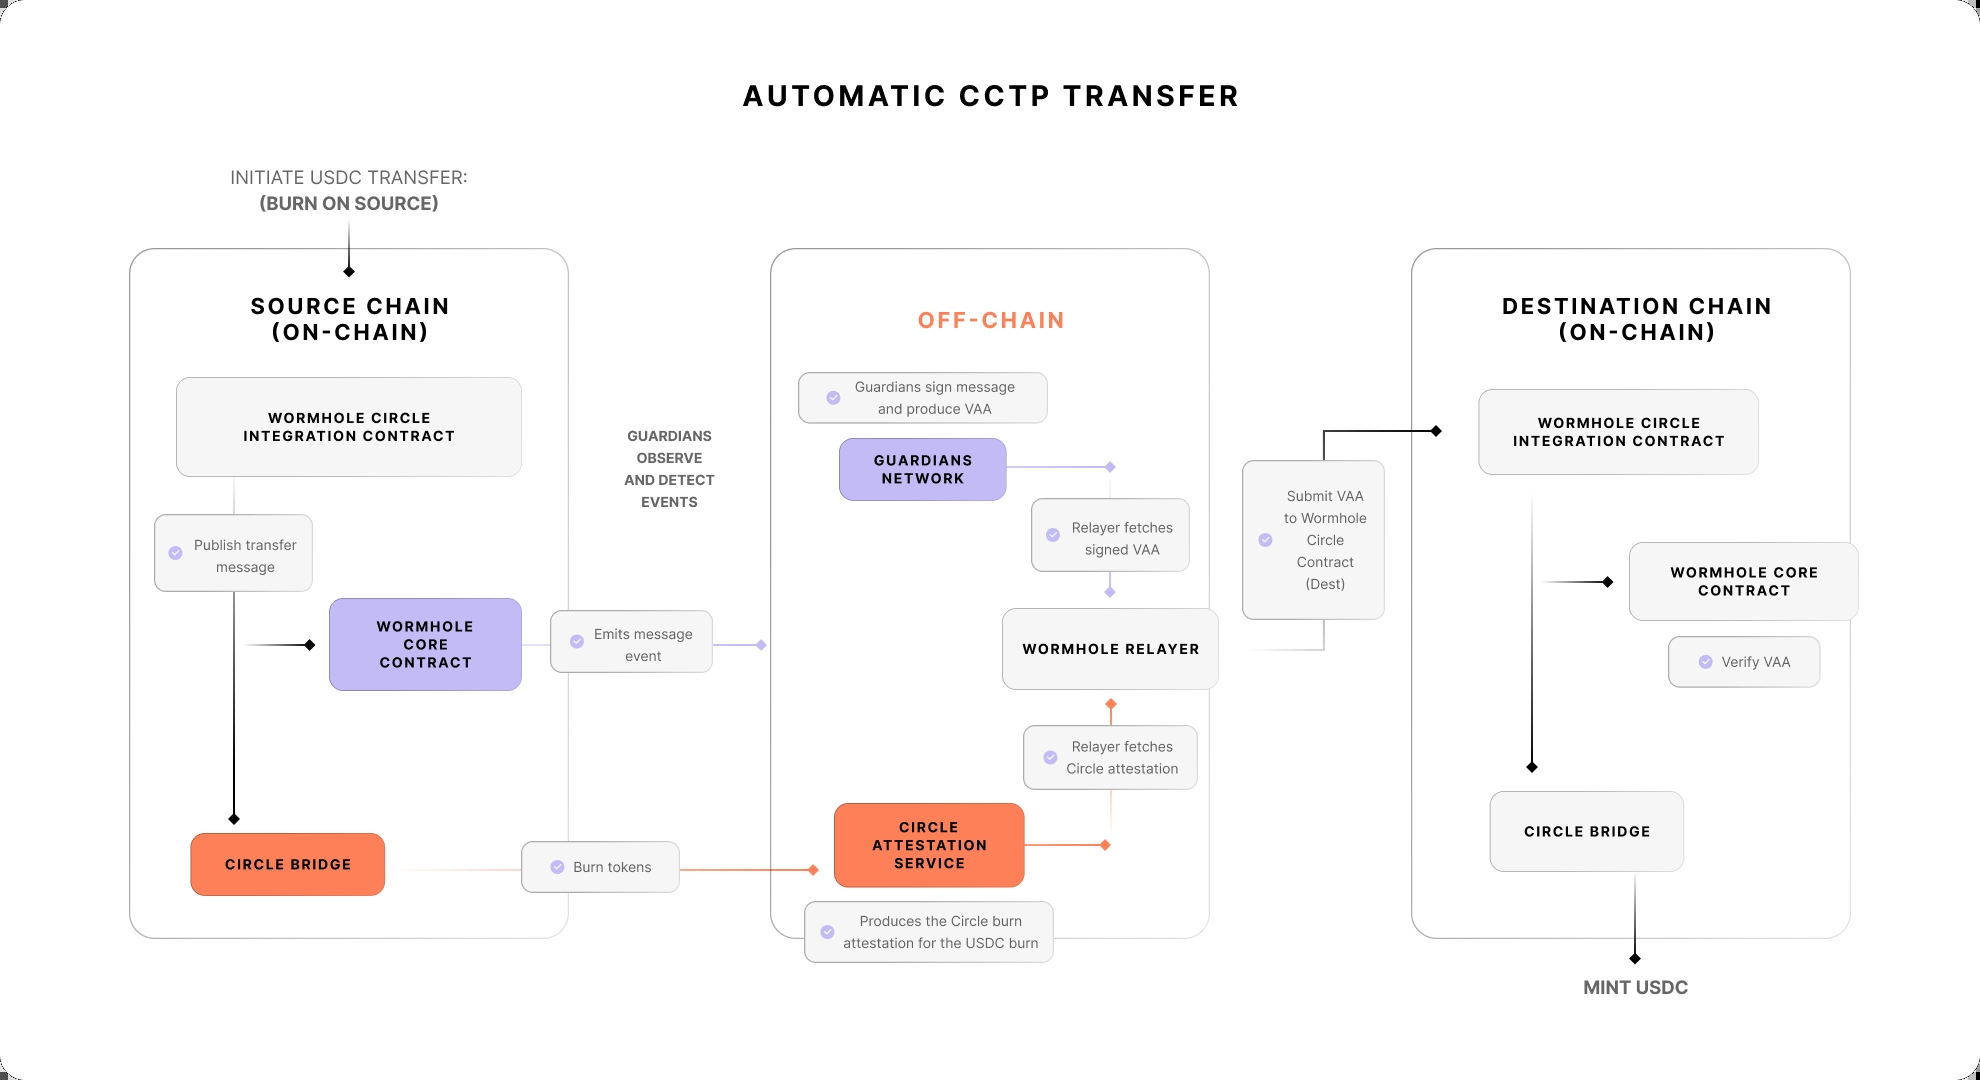 AUTOMATIC CCTP TRANSFER
INITIATE USDC TRANSFER:
(BURN ON SOURCE)
SOURCE CHAIN
(ON-CHAIN)
WORMHOLE CIRCLE
INTEGRATION CONTRACT
Publish transfer
message
WORMHOLE
CORE
CONTRACT
CIRCLE BRIDGE
GUARDIANS
OBSERVE
AND DETECT
EVENTS
Emits message
event
Burn tokens
OFF-CHAIN
Guardians sign message
and produce VAA
GUARDIANS
NETWORK
Relayer fetches
signed VAA
WORMHOLE RELAYER
Relayer fetches
Circle attestation
CIRCLE
ATTESTATION
SERVICE
Produces the Circle burn
attestation for the USDC burn
Submit VAA
to Wormhole
Circle
Contract
(Dest)
DESTINATION CHAIN
(ON-CHAIN)
WORMHOLE CIRCLE
INTEGRATION CONTRACT
WORMHOLE CORE
CONTRACT
Verify VAA
CIRCLE BRIDGE
MINT USDC